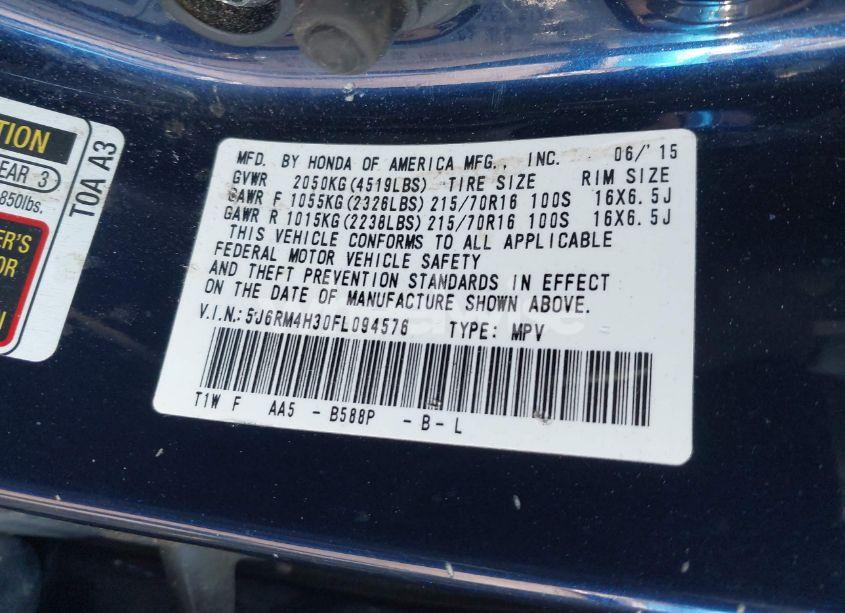 TION
EAR 3
850lbs.
ER'S
OR
TOA A3
MFD. BY HONDA OF AMERICA MFG., INC. 06/'15
GVWR 2050KG(4519LBS) TIRE SIZE RIM SIZE
GAWR F 1055KG(2326LBS) 215/70R16 100S 16X6.5J
GAWR R 1015KG(2238LBS) 215/70R16 100S 16X6.5J
THIS VEHICLE CONFORMS TO ALL APPLICABLE
FEDERAL MOTOR VEHICLE SAFETY
AND THEFT PREVENTION STANDARDS IN EFFECT
ON THE DATE OF MANUFACTURE SHOWN ABOVE.
V.I.N.: 5J6RM4H30FL094576 TYPE: MPV
T1W F AA5 - B588P - B - L